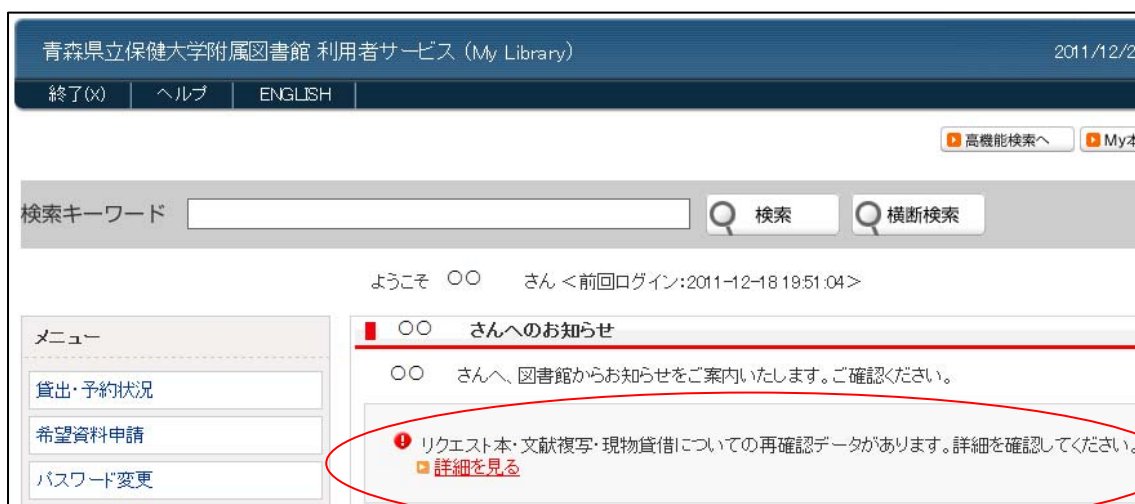 青森県立保健大学附属図書館 利用者サービス (My Library) 2011/12/2
終了(X) ヘルプ ENGLISH
高機能検索へ My本
検索キーワード 検索 横断検索
ようこそ ○○ さん <前回ログイン:2011-12-18 19:51:04>
メニュー
○○ さんへのお知らせ
○○ さんへ、図書館からお知らせをご案内いたします。ご確認ください。
貸出・予約状況
希望資料申請
パスワード変更
リクエスト本・文献複写・現物貸借についての再確認データがあります。詳細を確認してください。
詳細を見る